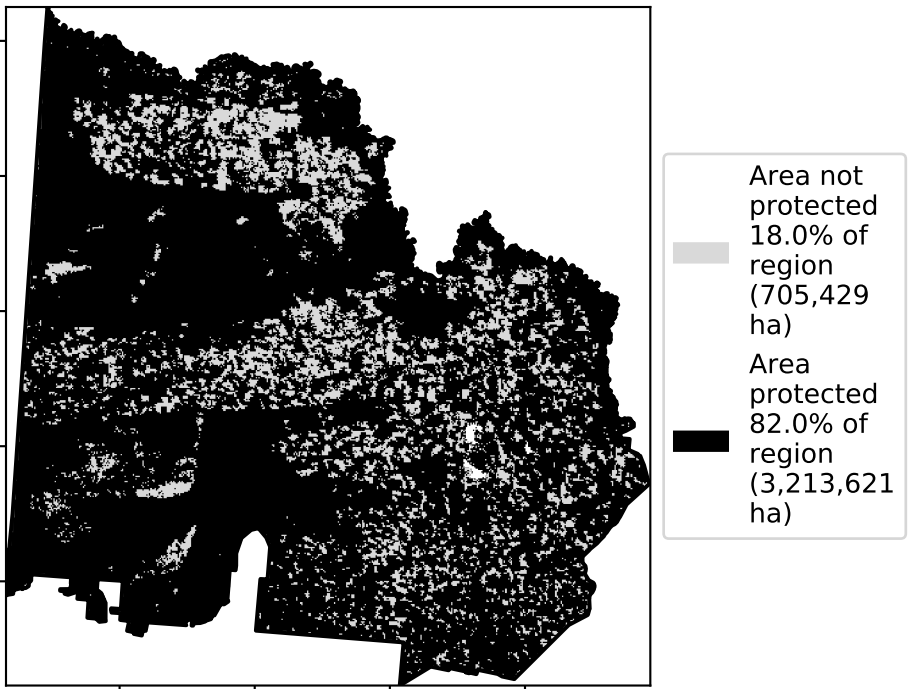 Area not
protected
18.0% of
region
(705,429
ha)
Area
protected
82.0% of
region
(3,213,621
ha)